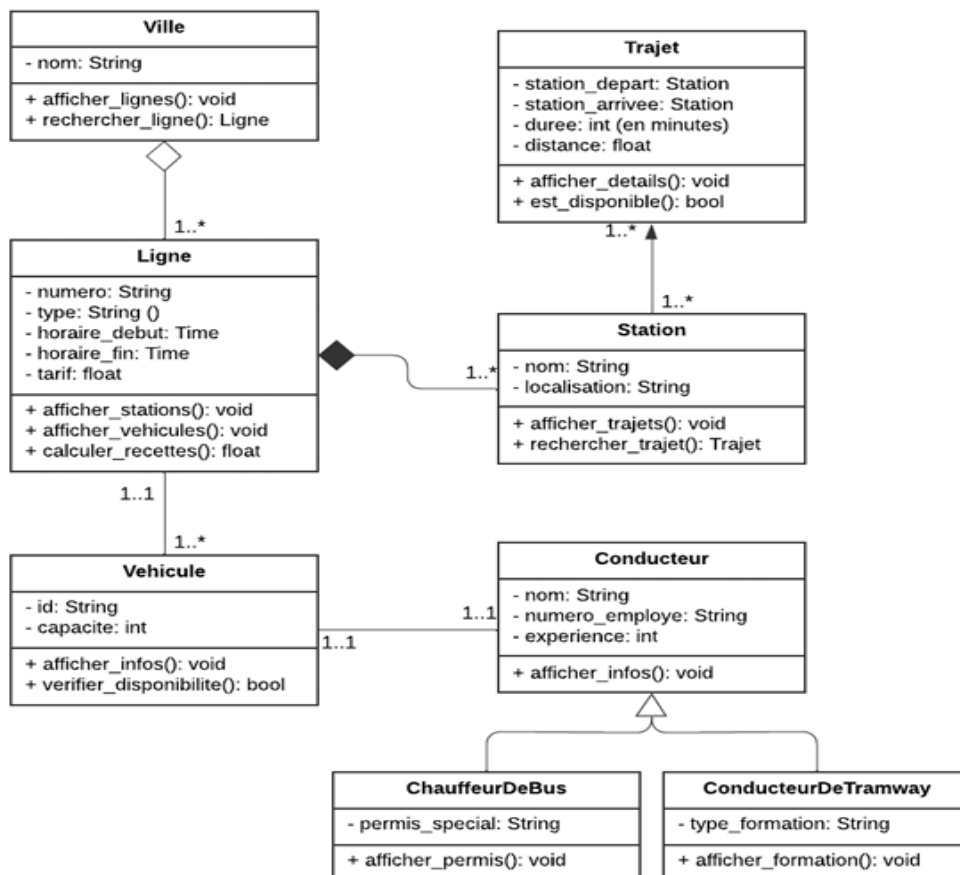 Ville
- nom: String
+ afficher_lignes(): void
+ rechercher_ligne(): Ligne
1..*
Ligne
- numero: String
- type: String ()
- horaire_debut: Time
- horaire_fin: Time
- tarif: float
+ afficher_stations(): void
+ afficher_vehicules(): void
+ calculer_recettes(): float
1..1
1..*
Vehicule
- id: String
- capacite: int
+ afficher_infos(): void
+ verifier_disponibilite(): bool
1..1
Trajet
- station_depart: Station
- station_arrivee: Station
- duree: int (en minutes)
- distance: float
+ afficher_details(): void
+ est_disponible(): bool
1..*
1..*
Station
- nom: String
- localisation: String
+ afficher_trajets(): void
+ rechercher_trajet(): Trajet
1..*
Conducteur
- nom: String
- numero_employe: String
- experience: int
+ afficher_infos(): void
1..1
ChauffeurDeBus
- permis_special: String
+ afficher_permis(): void
ConducteurDeTramway
- type_formation: String
+ afficher_formation(): void